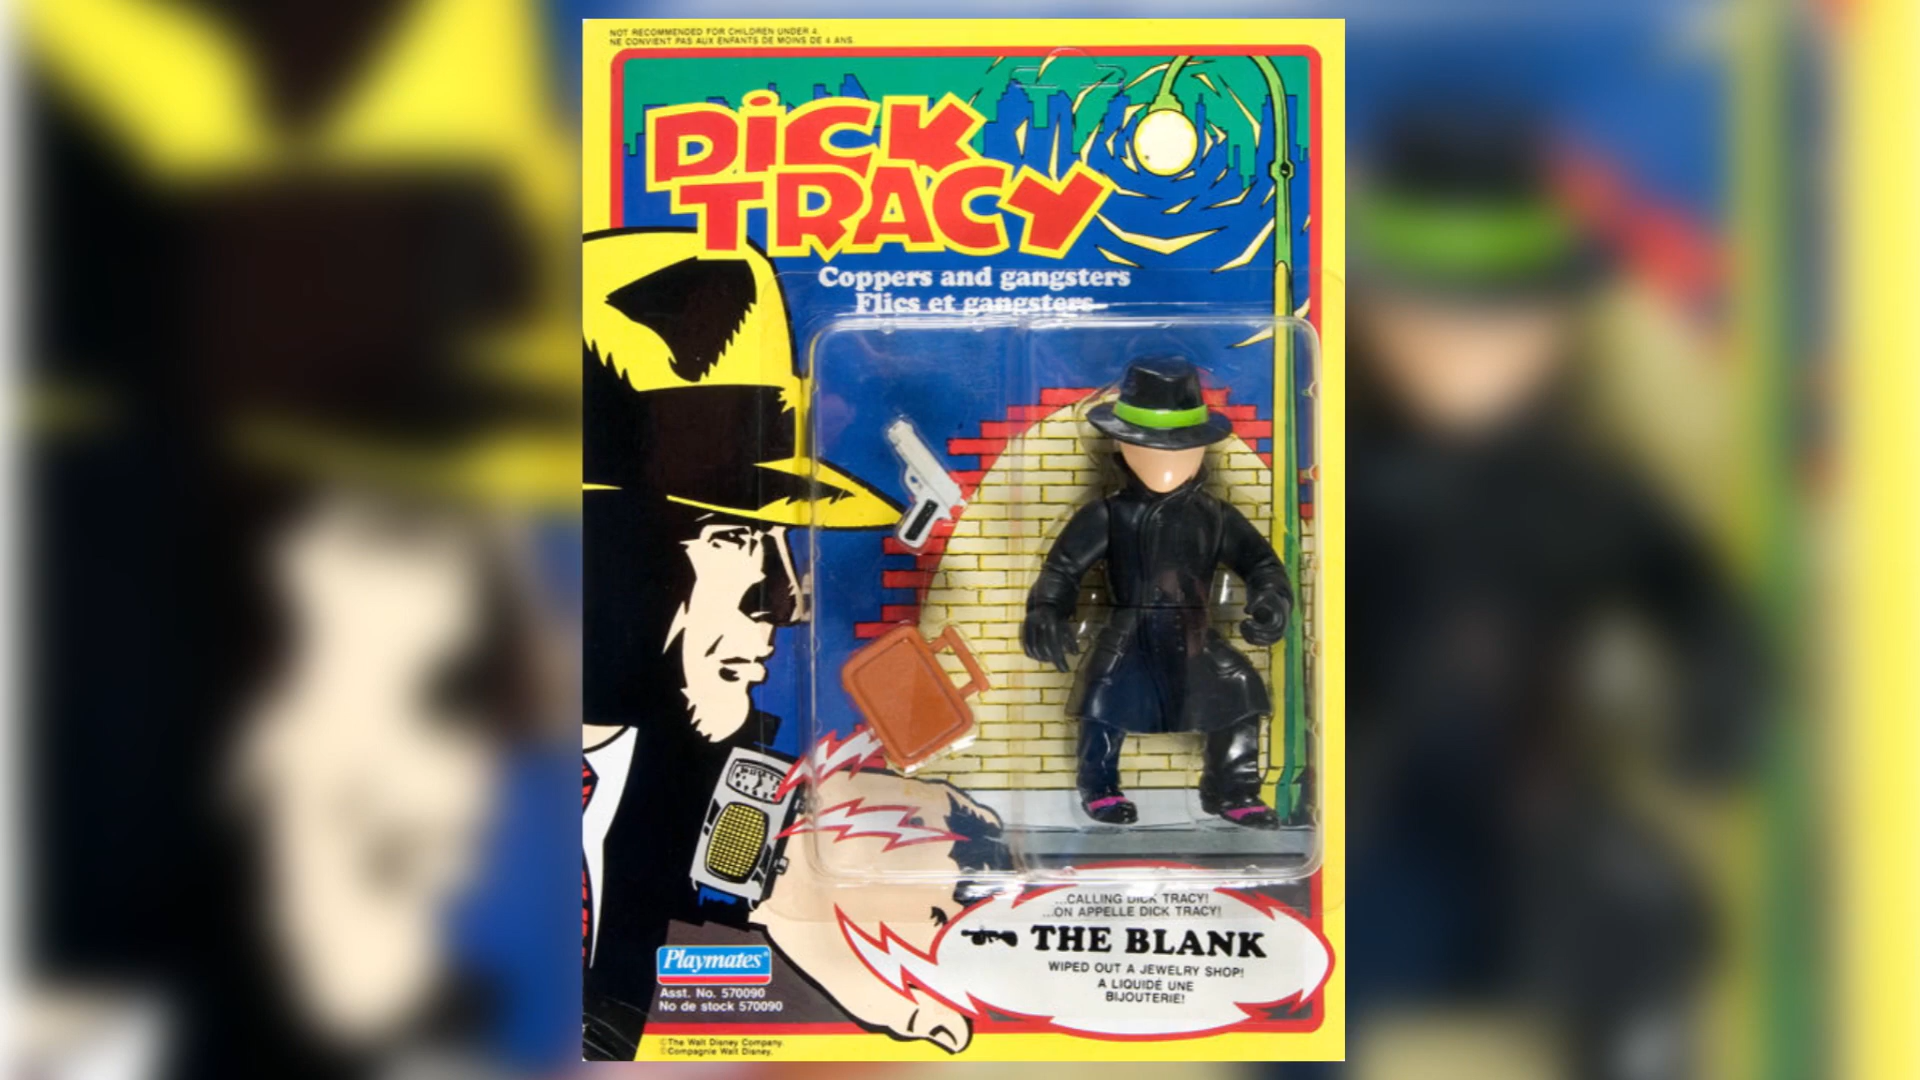 NOT RECOMMENDED FOR CHILDREN UNDER 4.
NE CONVIENT PAS AUX ENFANTS DE MOINS DE 4 ANS.
DICK
TRACY
Coppers and gangsters
Flics et gangsters
...CALLING DICK TRACY!
...ON APPELLE DICK TRACY!
THE BLANK
WIPED OUT A JEWELRY SHOP!
A LIQUIDÉ UNE
BIJOUTERIE!
Playmates®
Asst. No. 570090
No de stock 570090
©The Walt Disney Company.
©Compagnie Walt Disney.